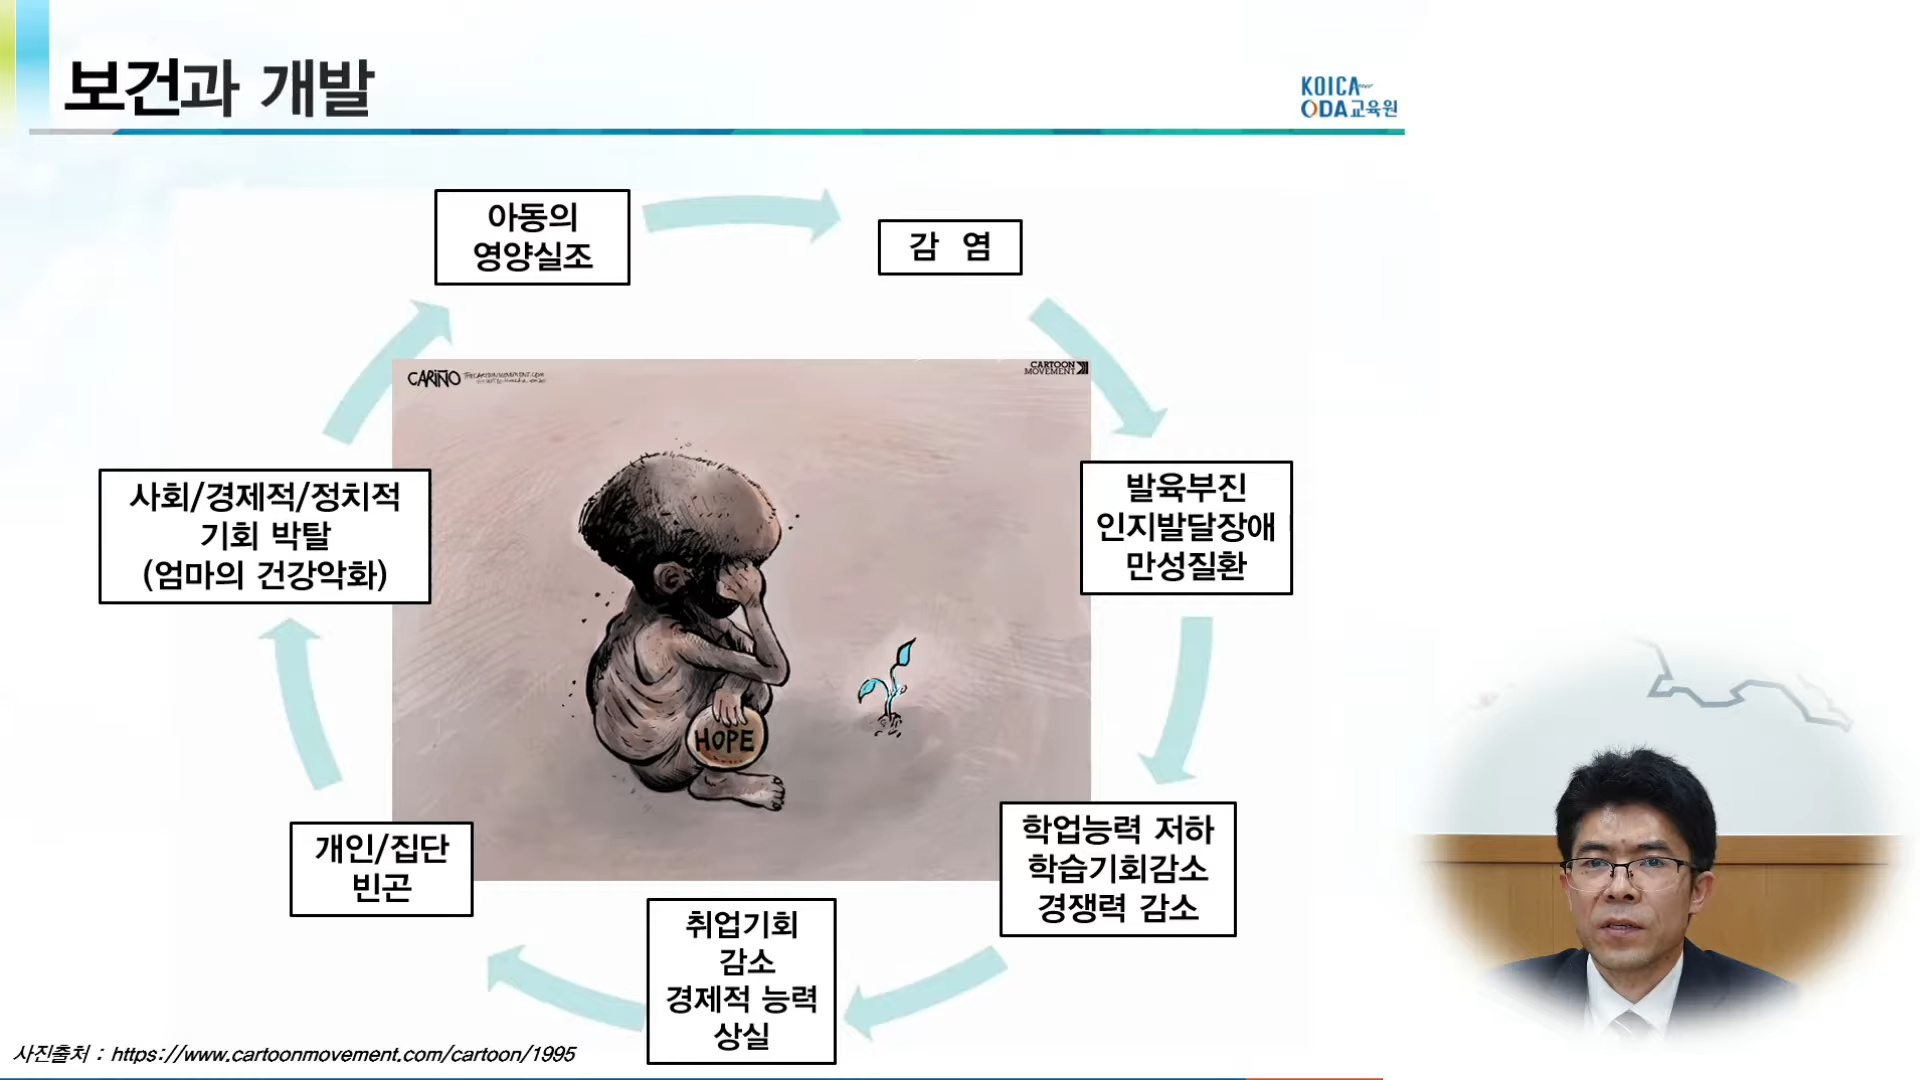 보건과 개발
KOICA
ODA교육원
아동의
영양실조
감 염
CARIÑO
CARTOON
MOVEMENT
발육부진
인지발달장애
만성질환
사회/경제적/정치적
기회 박탈
(엄마의 건강악화)
HOPE
학업능력 저하
학습기회감소
경쟁력 감소
개인/집단
빈곤
취업기회
감소
경제적 능력
상실
사진출처 : https://www.cartoonmovement.com/cartoon/1995